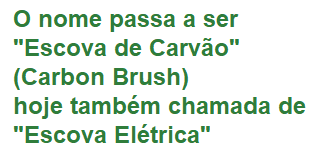 O nome passa a ser
"Escova de Carvão"
(Carbon Brush)
hoje também chamada de
"Escova Elétrica"